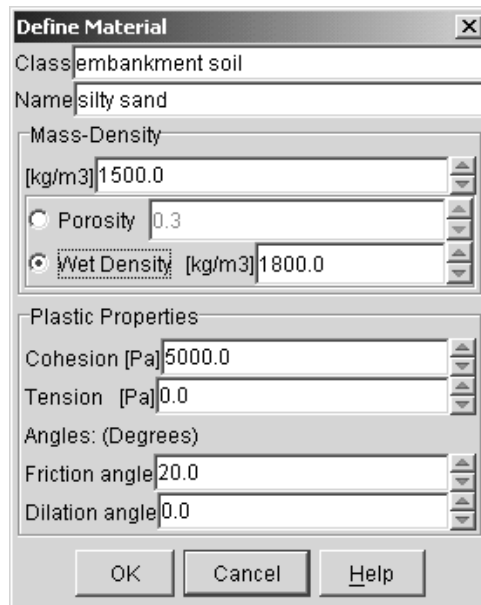 Define Material
Class embankment soil
Name silty sand
Mass-Density
[kg/m3] 1500.0
Porosity 0.3
Wet Density [kg/m3] 1800.0
Plastic Properties
Cohesion [Pa] 5000.0
Tension [Pa] 0.0
Angles: (Degrees)
Friction angle 20.0
Dilation angle 0.0
OK Cancel Help